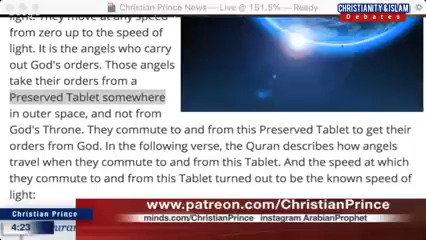 Christian Prince News — Live @ 151.5% — Ready
CHRISTIANITY & ISLAM
Debates
light. They move at any speed
from zero up to the speed of
light. It is the angels who carry
out God's orders. Those angels
take their orders from a
Preserved Tablet somewhere
in outer space, and not from
God's Throne. They commute to and from this Preserved Tablet to get their
orders from God. In the following verse, the Quran describes how angels
travel when they commute to and from this Tablet. And the speed at which
they commute to and from this Tablet turned out to be the known speed of
light:
www.patreon.com/ChristianPrince
Christian Prince
minds.com/ChristianPrince instagram ArabianProphet
4:23